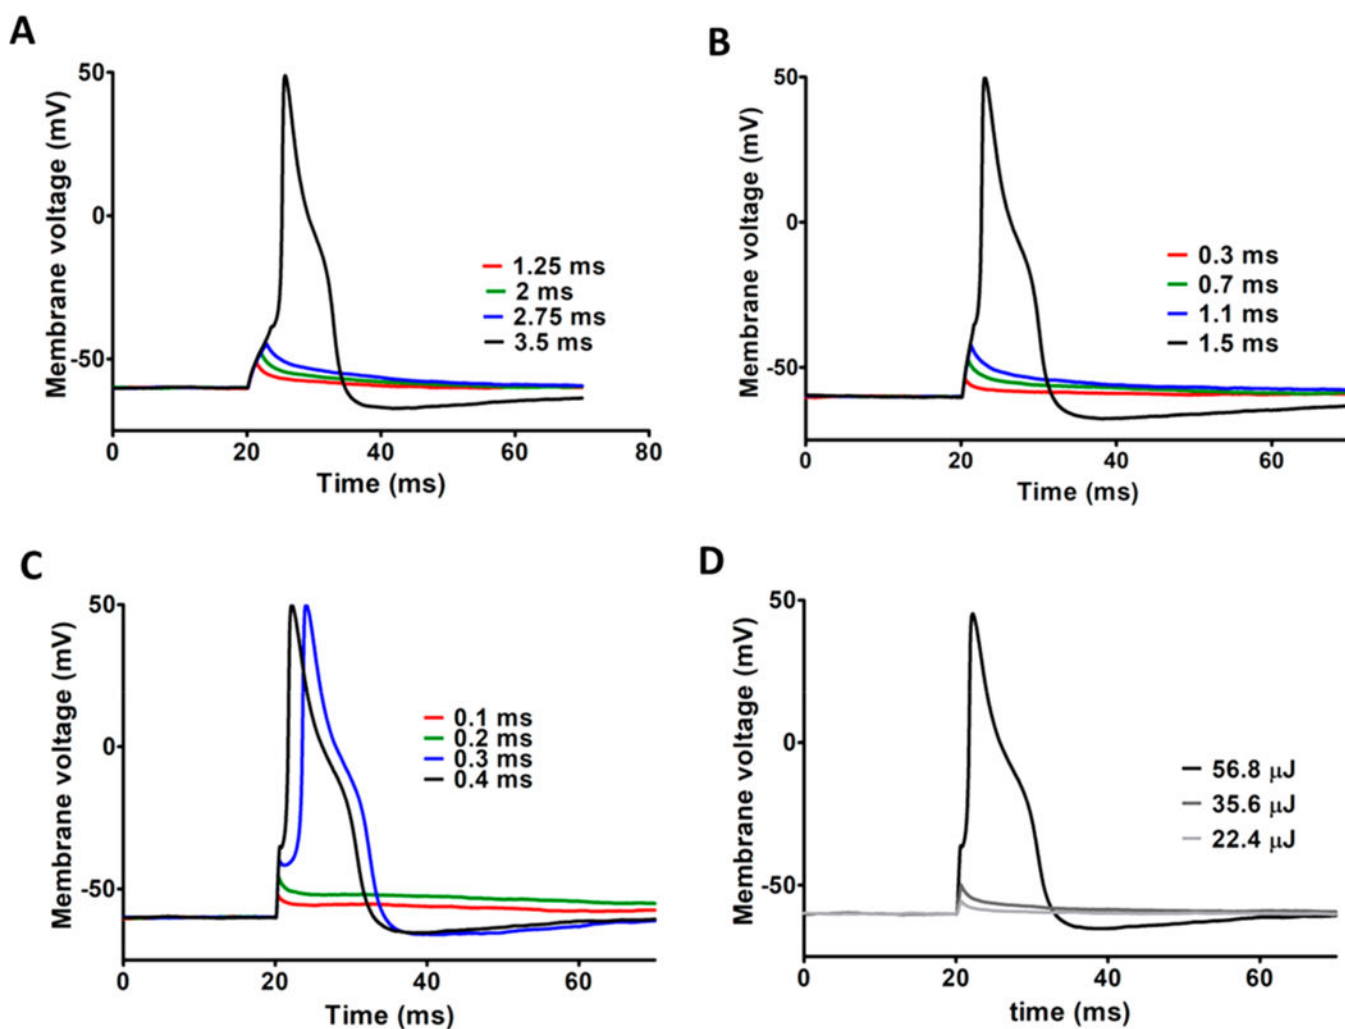 A
Membrane voltage (mV)
50
0
-50
0
20
40
60
80
Time (ms)
1.25 ms
2 ms
2.75 ms
3.5 ms
B
Membrane voltage (mV)
50
0
-50
0
20
40
60
Time (ms)
0.3 ms
0.7 ms
1.1 ms
1.5 ms
C
Membrane voltage (mV)
50
0
-50
0
20
40
60
Time (ms)
0.1 ms
0.2 ms
0.3 ms
0.4 ms
D
Membrane voltage (mV)
50
0
-50
0
20
40
60
time (ms)
56.8 μJ
35.6 μJ
22.4 μJ